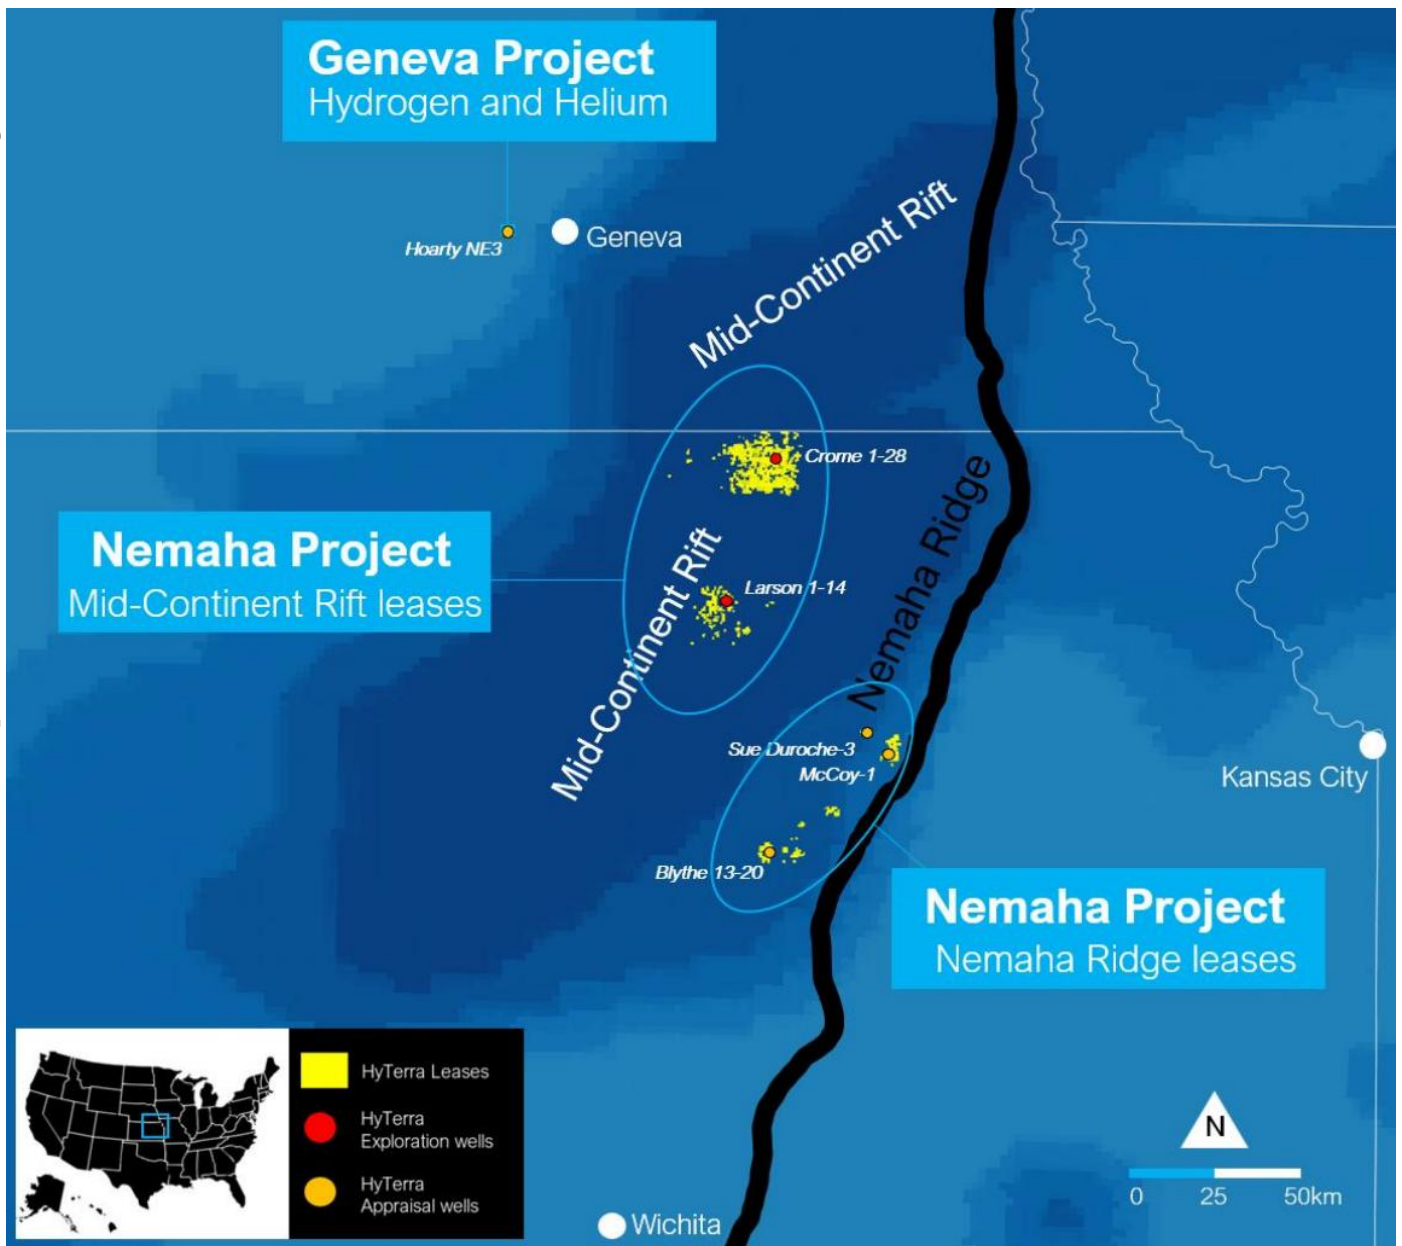 Geneva Project
Hydrogen and Helium
Mid-Continent Rift
Hoarty NE3
Geneva
Crome 1-28
Nemaha Ridge
Nemaha Project
Mid-Continent Rift leases
Mid-Continent Rift
Larson 1-14
Sue Duroche-3
McCoy-1
Kansas City
Blythe 13-20
Nemaha Project
Nemaha Ridge leases
HyTerra Leases
HyTerra
Exploration wells
HyTerra
Appraisal wells
N
0 25 50km
Wichita